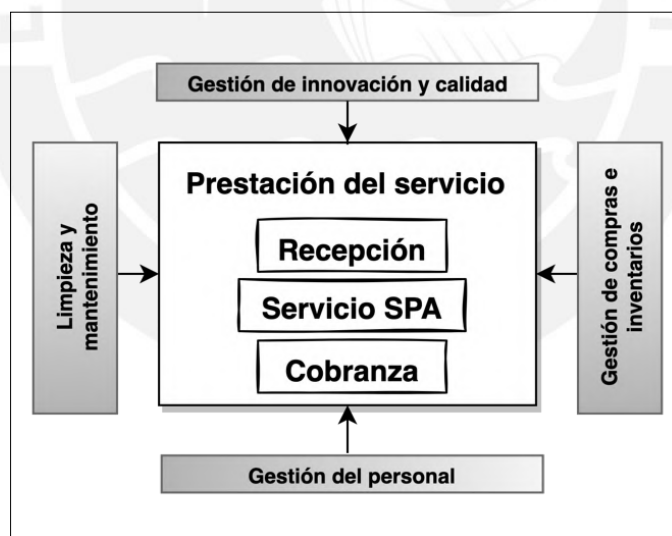 Gestión de innovación y calidad
Limpieza y
mantenimiento
Prestación del servicio
Recepción
Servicio SPA
Cobranza
Gestión de compras e
inventarios
Gestión del personal